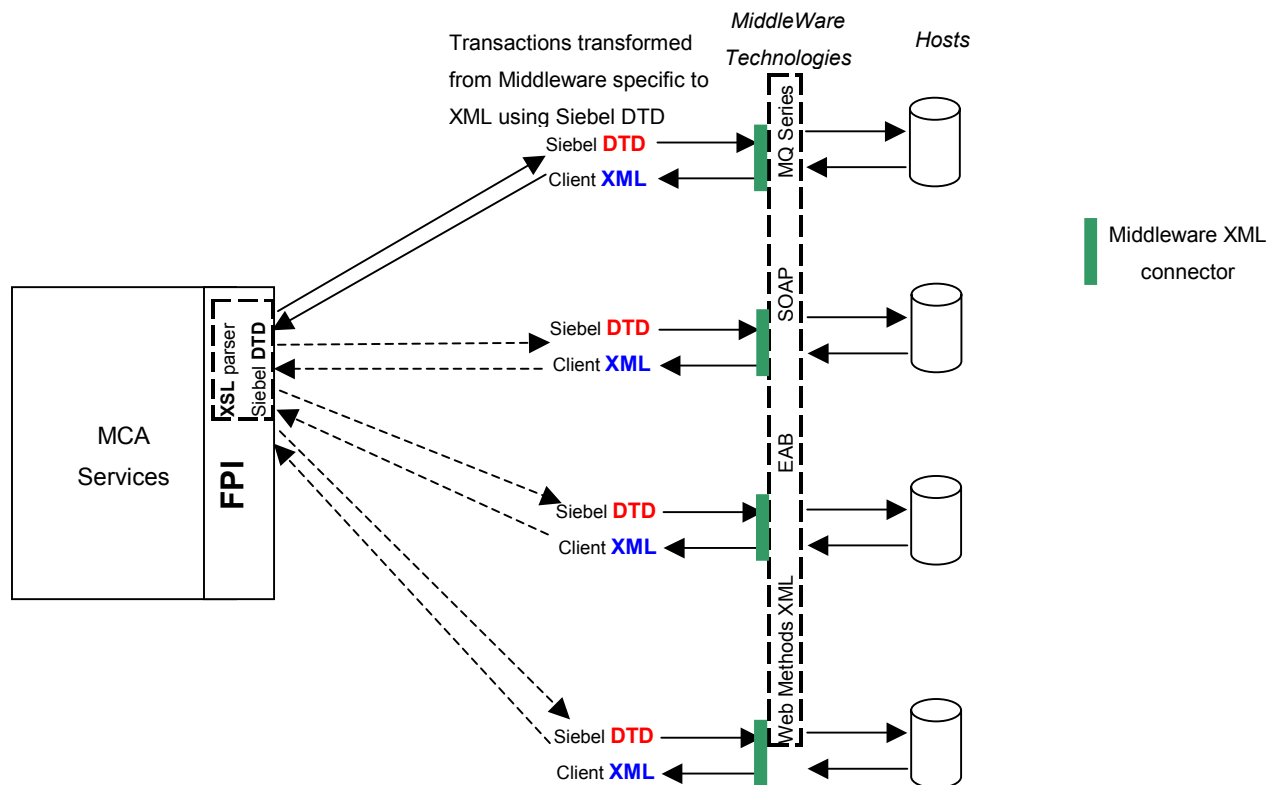 MiddleWare
Technologies
Hosts
Transactions transformed
from Middleware specific to
XML using Siebel DTD
Siebel DTD
Client XML
MQ Series
Middleware XML
connector
SOAP
Siebel DTD
Client XML
XSL parser
Siebel DTD
FPI
MCA
Services
EAB
Siebel DTD
Client XML
Web Methods XML
Siebel DTD
Client XML